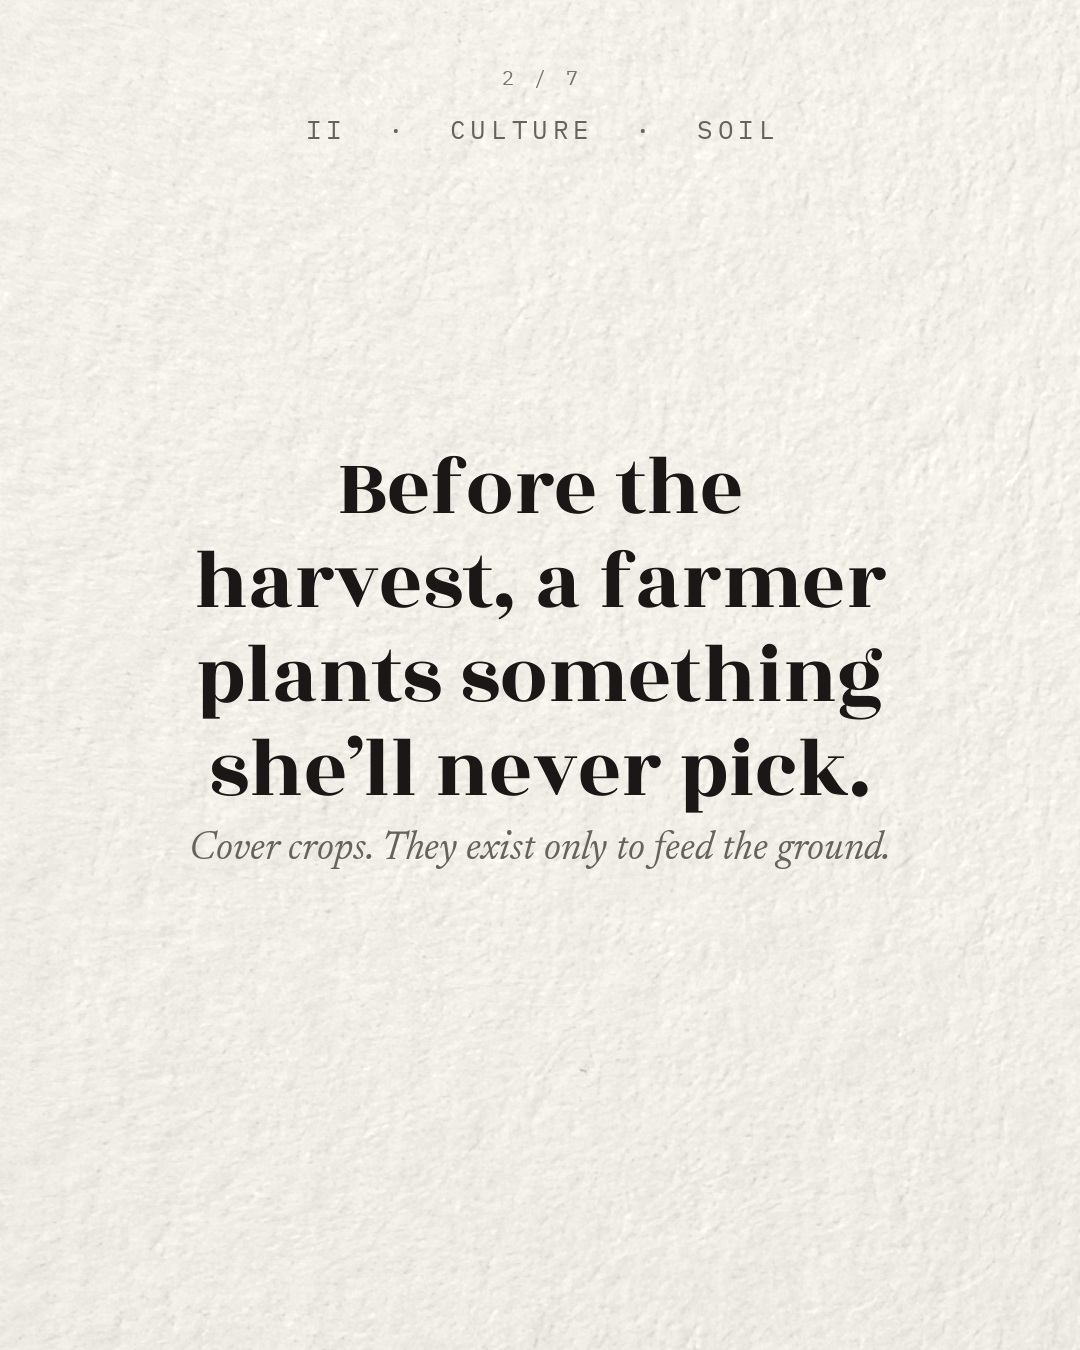 2 / 7
II · CULTURE · SOIL
Before the
harvest, a farmer
plants something
she’ll never pick.
Cover crops. They exist only to feed the ground.